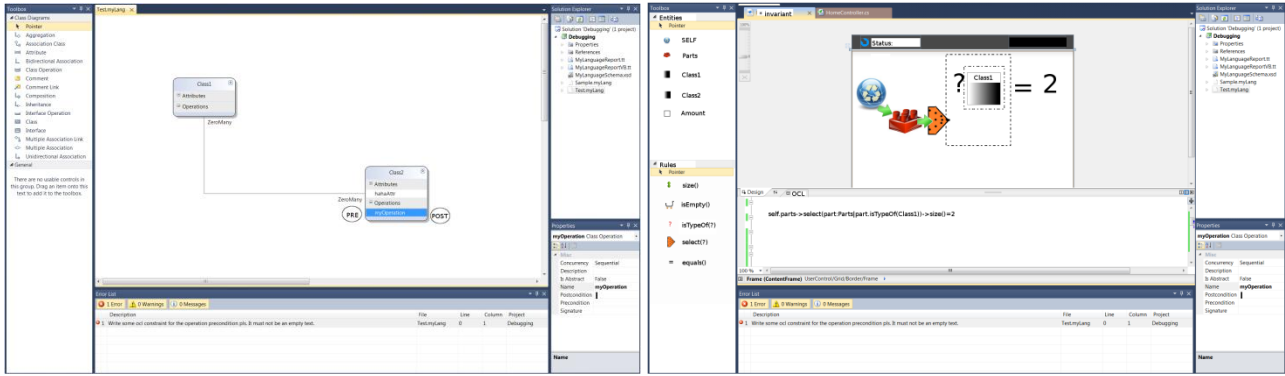 Toolbox
Class Diagrams
Pointer
Aggregation
Association Class
Attribute
Bidirectional Association
Class Operation
Comment
Comment Link
Composition
Inheritance
Interface Operation
Class
Interface
Multiple Association Link
Multiple Association
Unidirectional Association
General
There are no usable controls in
this group. Drag an item onto this
text to add it to the toolbox.
Test.myLang
Class1
Attributes
Operations
ZeroMany
ZeroMany
Class2
Attributes
hahaAttr
Operations
myOperation
PRE
POST
Error List
1 Error
0 Warnings
0 Messages
Description
File
Line
Column
Project
1 Write some ocl constraint for the operation precondition pls. It must not be an empty text.
Test.myLang
0
1
Debugging
Solution Explorer
Solution 'Debugging' (1 project)
Debugging
Properties
References
MyLanguageReport.tt
MyLanguageReportVB.tt
MyLanguageSchema.xsd
Sample.myLang
Test.myLang
Properties
myOperation Class Operation
Misc
Concurrency Sequential
Description
Is Abstract False
Name myOperation
Postcondition
Precondition
Signature
Name
Toolbox
Entities
Pointer
SELF
Parts
Class1
Class2
Amount
Rules
Pointer
size()
isEmpty()
? isTypeOf(?)
select(?)
= equals()
* Invariant
HomeController.cs
Status:
?
Class1
= 2
Design
OCL
self.parts->select(part:Parts|part.isTypeOf(Class1))->size()=2
100 %
Frame (ContentFrame) UserControl/Grid/Border/Frame
Error List
1 Error
0 Warnings
0 Messages
Description
File
Line
Column
Project
1 Write some ocl constraint for the operation precondition pls. It must not be an empty text.
Test.myLang
0
1
Debugging
Solution Explorer
Solution 'Debugging' (1 project)
Debugging
Properties
References
MyLanguageReport.tt
MyLanguageReportVB.tt
MyLanguageSchema.xsd
Sample.myLang
Test.myLang
Properties
myOperation Class Operation
Misc
Concurrency Sequential
Description
Is Abstract False
Name myOperation
Postcondition
Precondition
Signature
Name